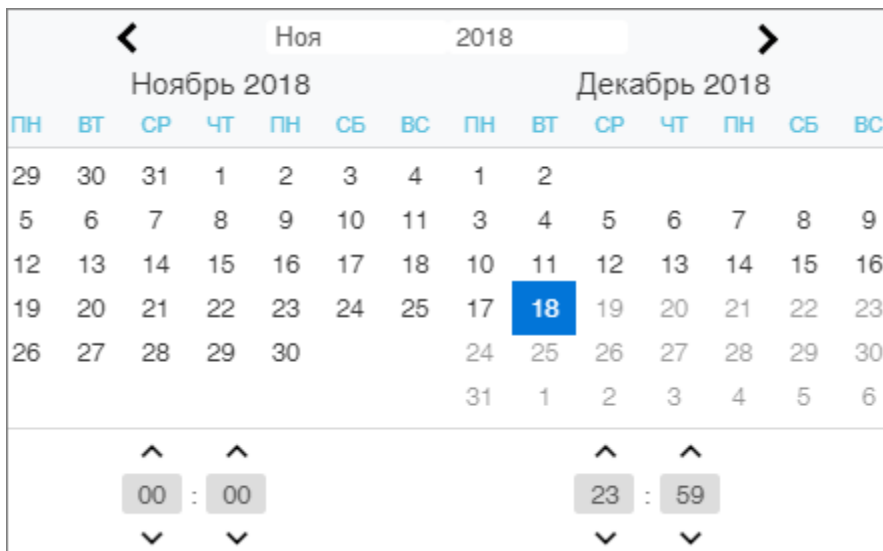 Ноя 2018
Ноябрь 2018 Декабрь 2018
ПН ВТ СР ЧТ ПН СБ ВС ПН ВТ СР ЧТ ПН СБ ВС
29 30 31 1 2 3 4 1 2
5 6 7 8 9 10 11 3 4 5 6 7 8 9
12 13 14 15 16 17 18 10 11 12 13 14 15 16
19 20 21 22 23 24 25 17 18 19 20 21 22 23
26 27 28 29 30 24 25 26 27 28 29 30
31 1 2 3 4 5 6
00 : 00 23 : 59